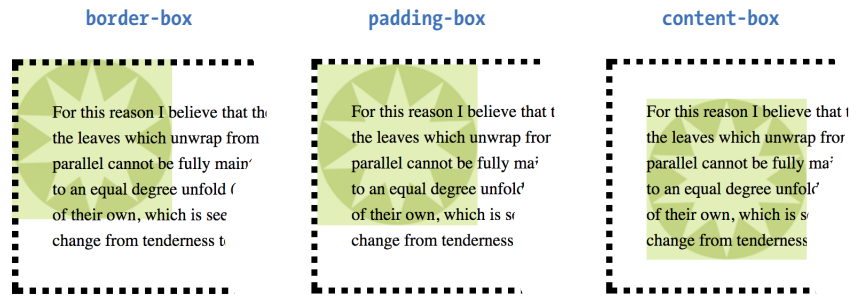 border-box
For this reason I believe that the
the leaves which unwrap from
parallel cannot be fully main
to an equal degree unfold (
of their own, which is see
change from tenderness t
padding-box
For this reason I believe that t
the leaves which unwrap from
parallel cannot be fully ma
to an equal degree unfold
of their own, which is s
change from tenderness
content-box
For this reason I believe that t
the leaves which unwrap from
parallel cannot be fully ma
to an equal degree unfold
of their own, which is s
change from tenderness